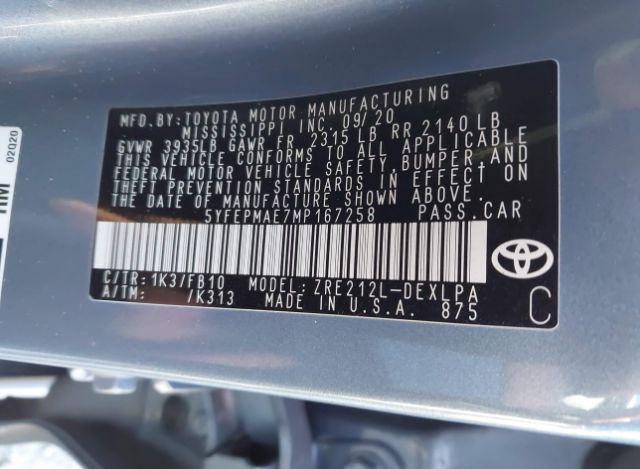 MFD.BY:TOYOTA MOTOR MANUFACTURING
MISSISSIPPI, INC. 09/20
GVWR 3935LB GAWR FR 2315 LB RR 2140 LB
THIS VEHICLE CONFORMS TO ALL APPLICABLE
FEDERAL MOTOR VEHICLE SAFETY, BUMPER AND
THEFT PREVENTION STANDARDS IN EFFECT ON
THE DATE OF MANUFACTURE SHOWN ABOVE.
5YFEPMAE7MP167258 PASS.CAR
C/TR:1K3/FB10 MODEL:ZRE212L-DEXLPA
A/TM: /K313 MADE IN U.S.A. 875
C
02020